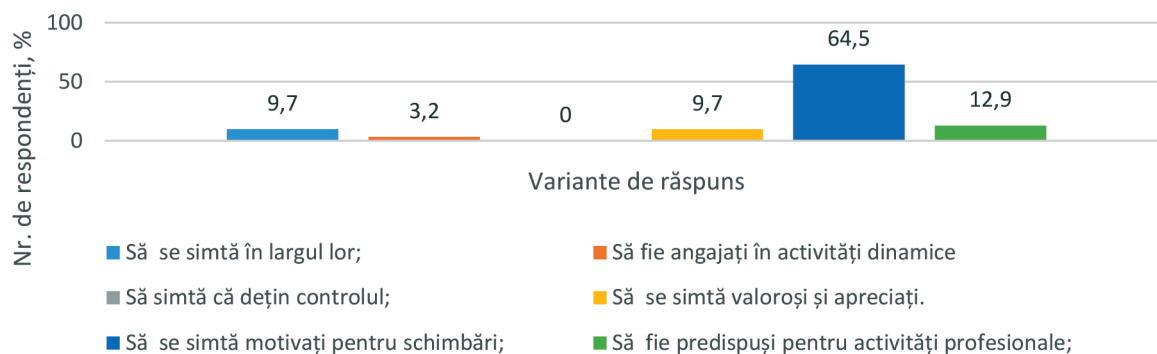 Nr. de respondenți, %
100
50
0
9,7
3,2
0
9,7
64,5
12,9
Variante de răspuns
Să se simtă în largul lor;
Să fie angajați în activități dinamice
Să simtă că dețin controlul;
Să se simtă valoroși și apreciați.
Să se simtă motivați pentru schimbări;
Să fie predispuși pentru activități profesionale;